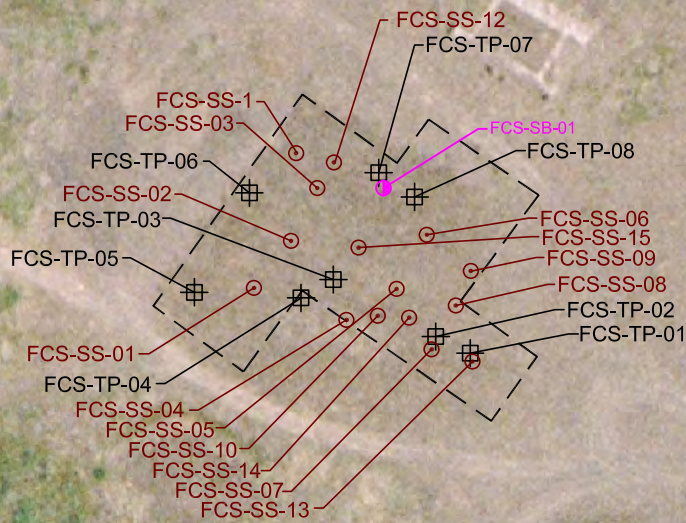 FCS-SS-12
FCS-TP-07
FCS-SS-1
FCS-SS-03
FCS-SB-01
FCS-TP-08
FCS-TP-06
FCS-SS-02
FCS-TP-03
FCS-SS-06
FCS-SS-15
FCS-TP-05
FCS-SS-09
FCS-SS-08
FCS-TP-02
FCS-TP-01
FCS-SS-01
FCS-TP-04
FCS-SS-04
FCS-SS-05
FCS-SS-10
FCS-SS-14
FCS-SS-07
FCS-SS-13